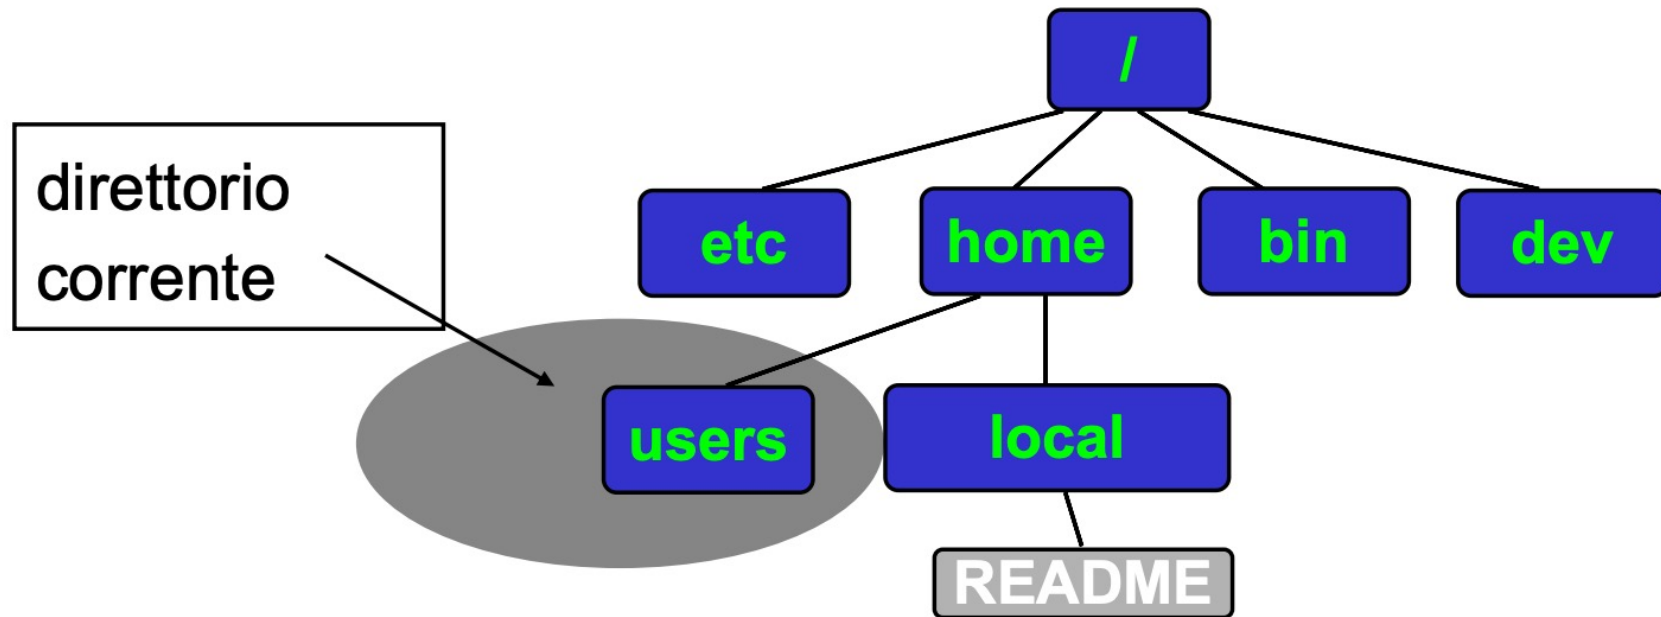 /
direttorio
corrente
etc home bin dev
users local
README